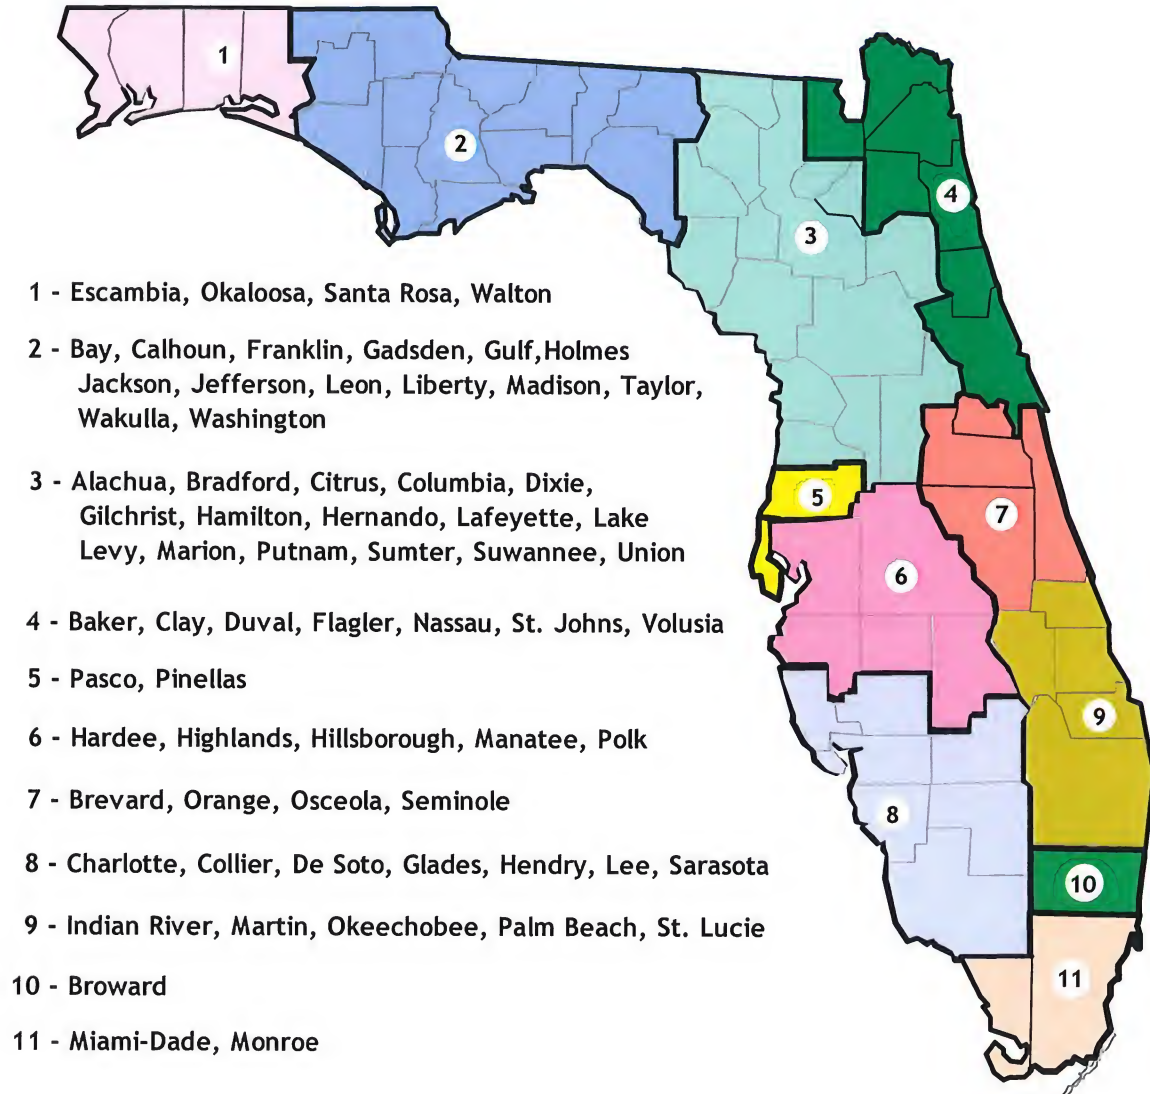 1
2
3
4
5
6
7
8
9
10
11
1 - Escambia, Okaloosa, Santa Rosa, Walton
2 - Bay, Calhoun, Franklin, Gadsden, Gulf,Holmes
Jackson, Jefferson, Leon, Liberty, Madison, Taylor,
Wakulla, Washington
3 - Alachua, Bradford, Citrus, Columbia, Dixie,
Gilchrist, Hamilton, Hernando, Lafeyette, Lake
Levy, Marion, Putnam, Sumter, Suwannee, Union
4 - Baker, Clay, Duval, Flagler, Nassau, St. Johns, Volusia
5 - Pasco, Pinellas
6 - Hardee, Highlands, Hillsborough, Manatee, Polk
7 - Brevard, Orange, Osceola, Seminole
8 - Charlotte, Collier, De Soto, Glades, Hendry, Lee, Sarasota
9 - Indian River, Martin, Okeechobee, Palm Beach, St. Lucie
10 - Broward
11 - Miami-Dade, Monroe